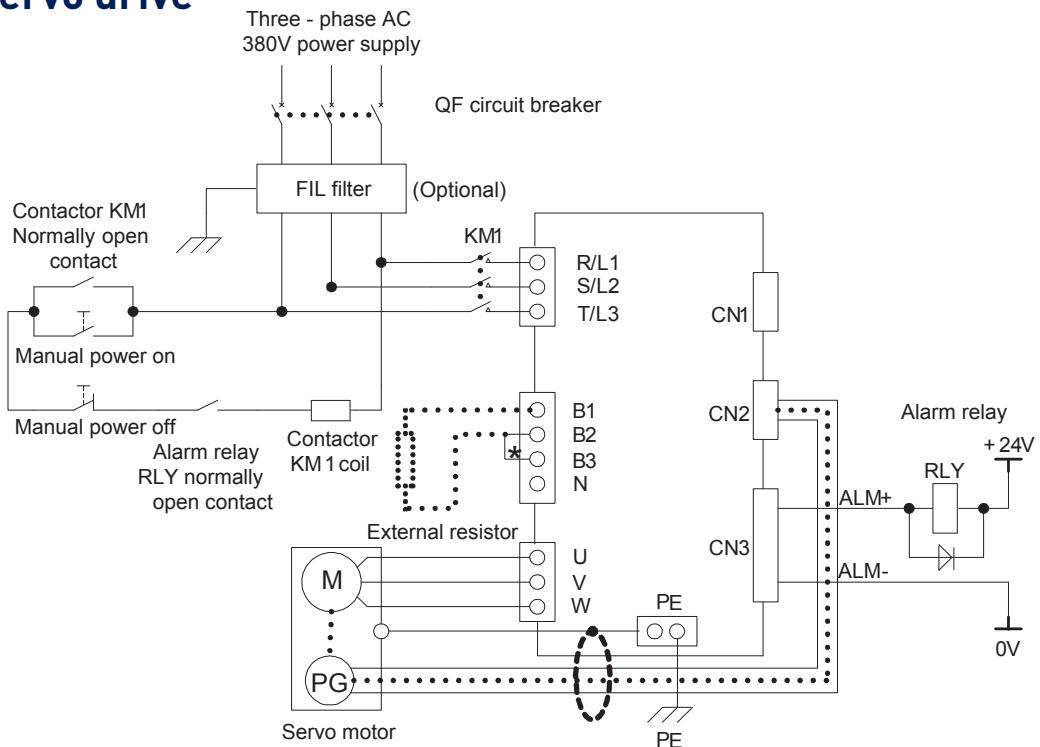 ervo drive
Three - phase AC
380V power supply
QF circuit breaker
FIL filter
(Optional)
Contactor KM1
Normally open
contact
KM1
R/L1
S/L2
T/L3
CN1
Manual power on
Manual power off
Alarm relay
RLY normally
open contact
Contactor
KM 1 coil
B1
B2
*
B3
N
CN2
Alarm relay
+ 24V
RLY
ALM+
External resistor
CN3
U
V
W
ALM-
0V
M
PE
PG
Servo motor
PE